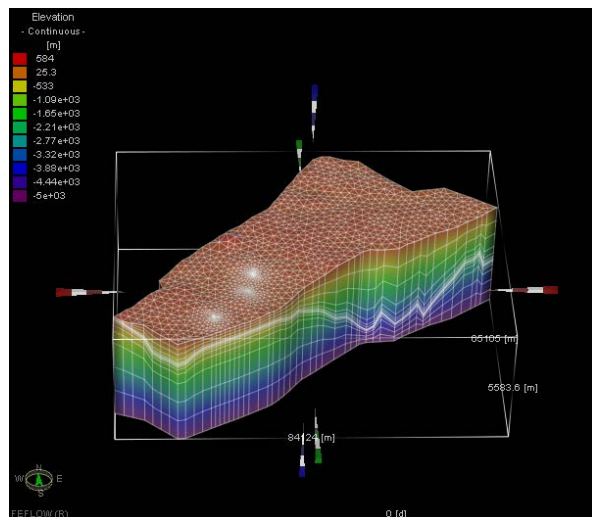 Elevation
- Continuous -
[m]
584
25.3
-533
-1.09e+03
-1.65e+03
-2.21e+03
-2.77e+03
-3.32e+03
-3.88e+03
-4.44e+03
-5e+03
65105 [m]
5583.6 [m]
84124 [m]
N
W E
S
FEFLOW (R)
0 [d]